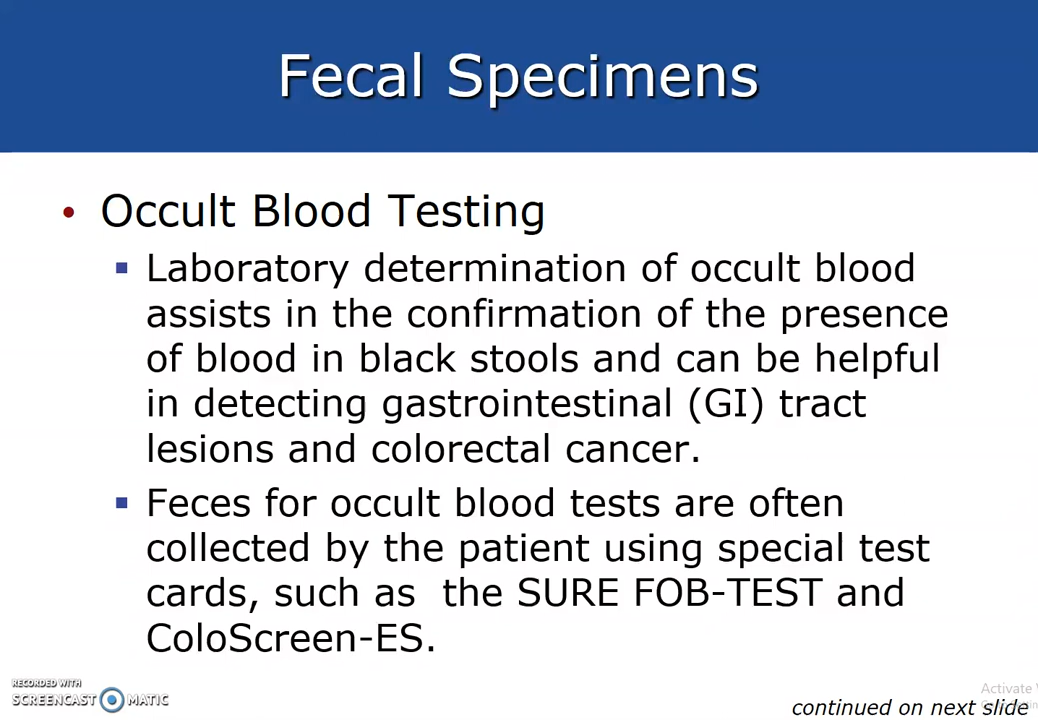 Fecal Specimens
• Occult Blood Testing
▪ Laboratory determination of occult blood
assists in the confirmation of the presence
of blood in black stools and can be helpful
in detecting gastrointestinal (GI) tract
lesions and colorectal cancer.
▪ Feces for occult blood tests are often
collected by the patient using special test
cards, such as  the SURE FOB-TEST and
ColoScreen-ES.
RECORDED WITH
SCREENCAST MATIC
Activate
continued on next slide